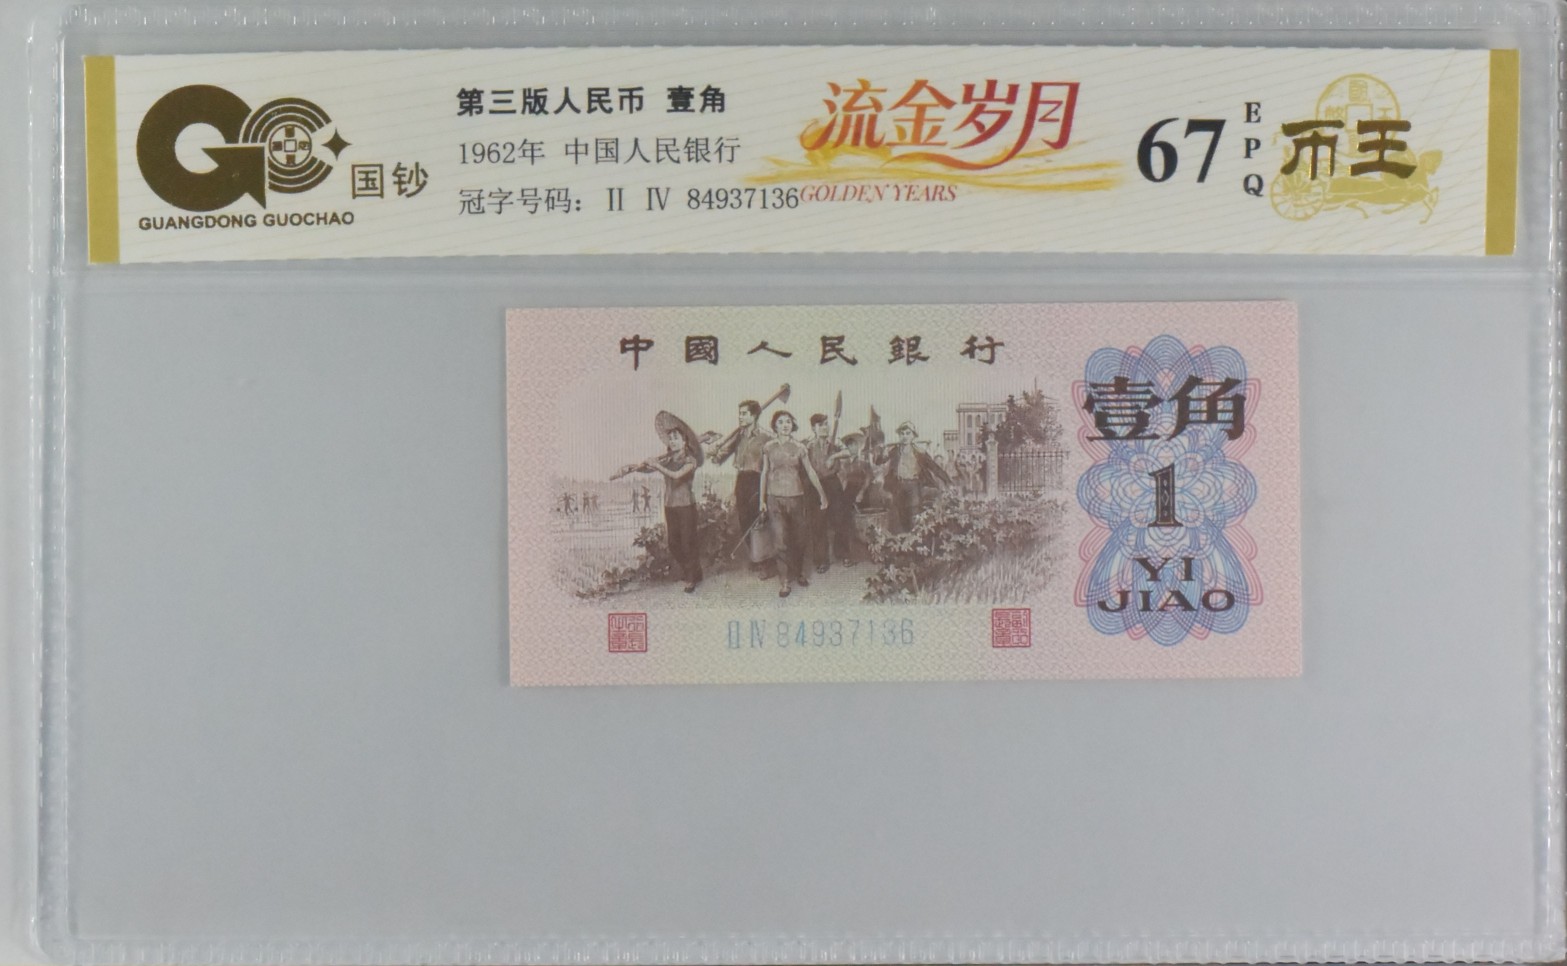 国钞
GUANGDONG GUOCHAO
第三版人民币 壹角
1962年 中国人民银行
冠字号码：Ⅱ Ⅳ 84937136
流金岁月
GOLDEN YEARS
67
EPQ
币王
中國人民銀行
壹角
1
YI
JIAO
ⅡⅣ 84937136